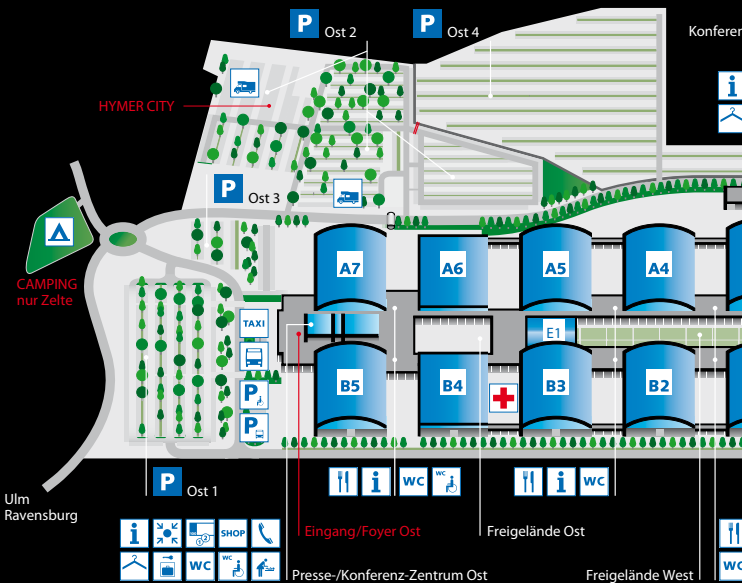 P Ost 2
P Ost 4
Konferen
i
HYMER CITY
P Ost 3
CAMPING
nur Zelte
A7
A6
A5
A4
TAXI
E1
B5
B4
B3
B2
P
P
P Ost 1
Ulm
Ravensburg
i
WC
WC
i
WC
i
SHOP
WC
WC
WC
Eingang/Foyer Ost
Freigelände Ost
Presse-/Konferenz-Zentrum Ost
Freigelände West